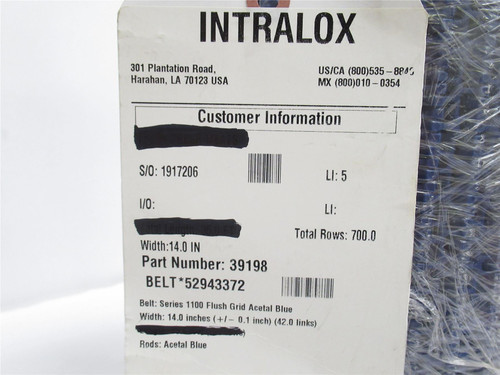 INTRALOX
301 Plantation Road, US/CA (800)535-8848
Harahan, LA 70123 USA MX (800)010-0354
Customer Information
S/O: 1917206 LI: 5
I/O: LI:
Total Rows: 700.0
Width:14.0 IN
Part Number: 39198
BELT*52943372
Belt: Series 1100 Flush Grid Acetal Blue
Width: 14.0 inches (+/- 0.1 inch) (42.0 links)
Rods: Acetal Blue